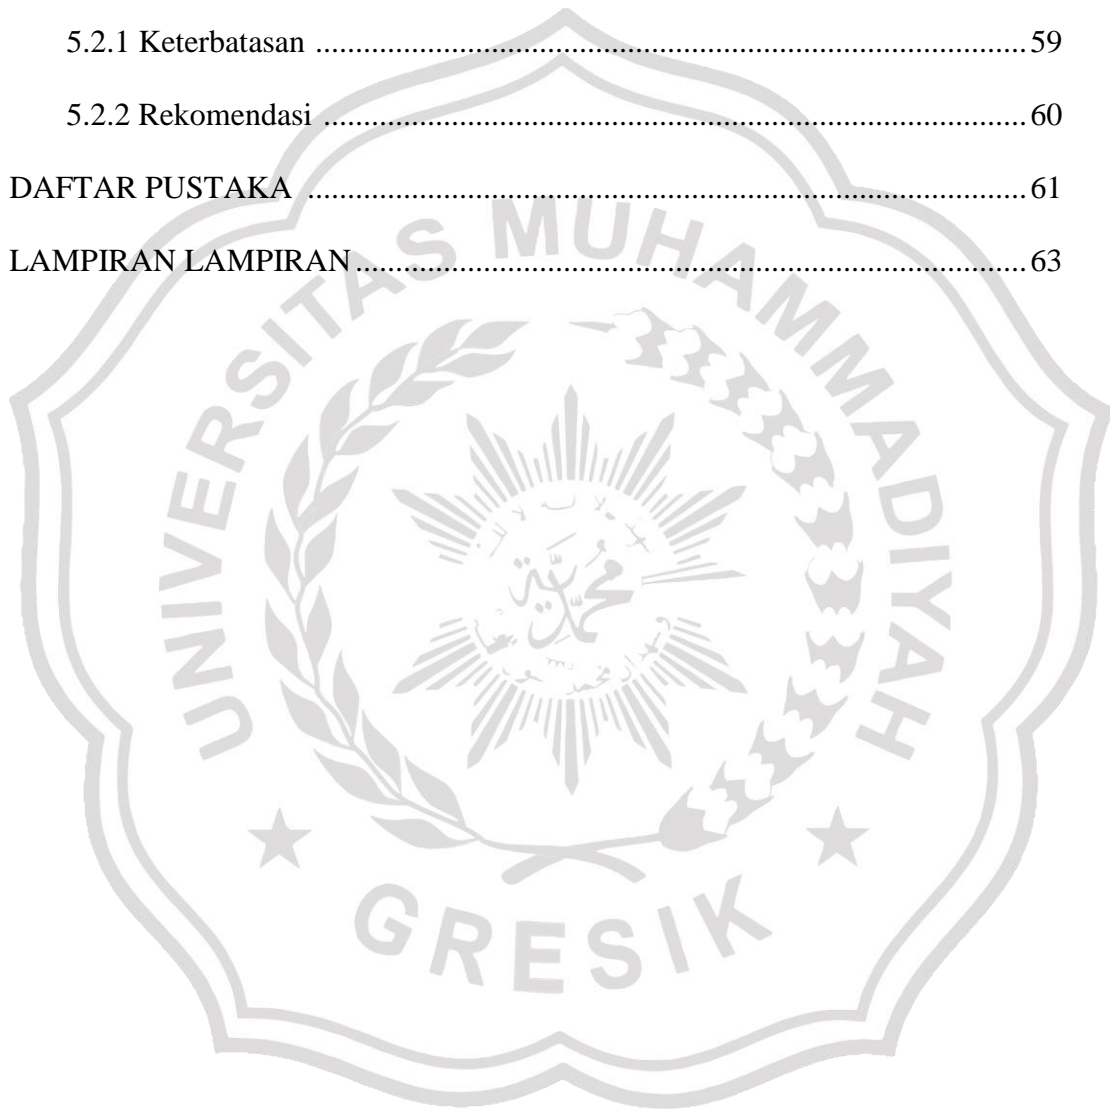 5.2.1 Keterbatasan ........................................................................................ 59
5.2.2 Rekomendasi ....................................................................................... 60
DAFTAR PUSTAKA ......................................................................................... 61
LAMPIRAN LAMPIRAN ................................................................................... 63
UNIVERSITAS MUHAMMADIYAH
محمدية
GRESIK